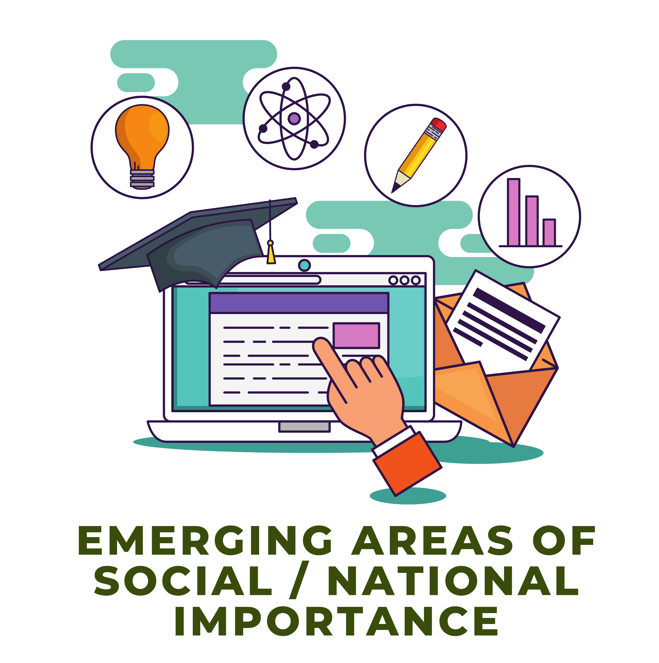 EMERGING AREAS OF
SOCIAL / NATIONAL
IMPORTANCE